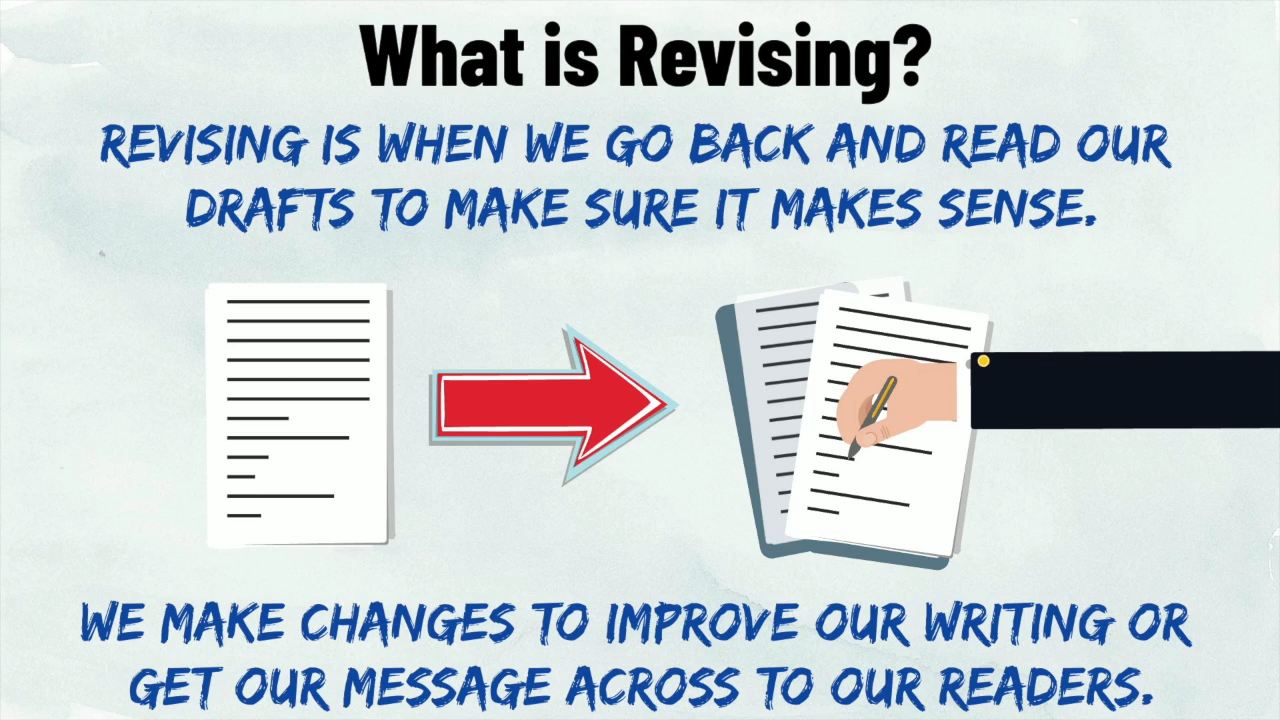 What is Revising?
REVISING IS WHEN WE GO BACK AND READ OUR
DRAFTS TO MAKE SURE IT MAKES SENSE.
WE MAKE CHANGES TO IMPROVE OUR WRITING OR
GET OUR MESSAGE ACROSS TO OUR READERS.